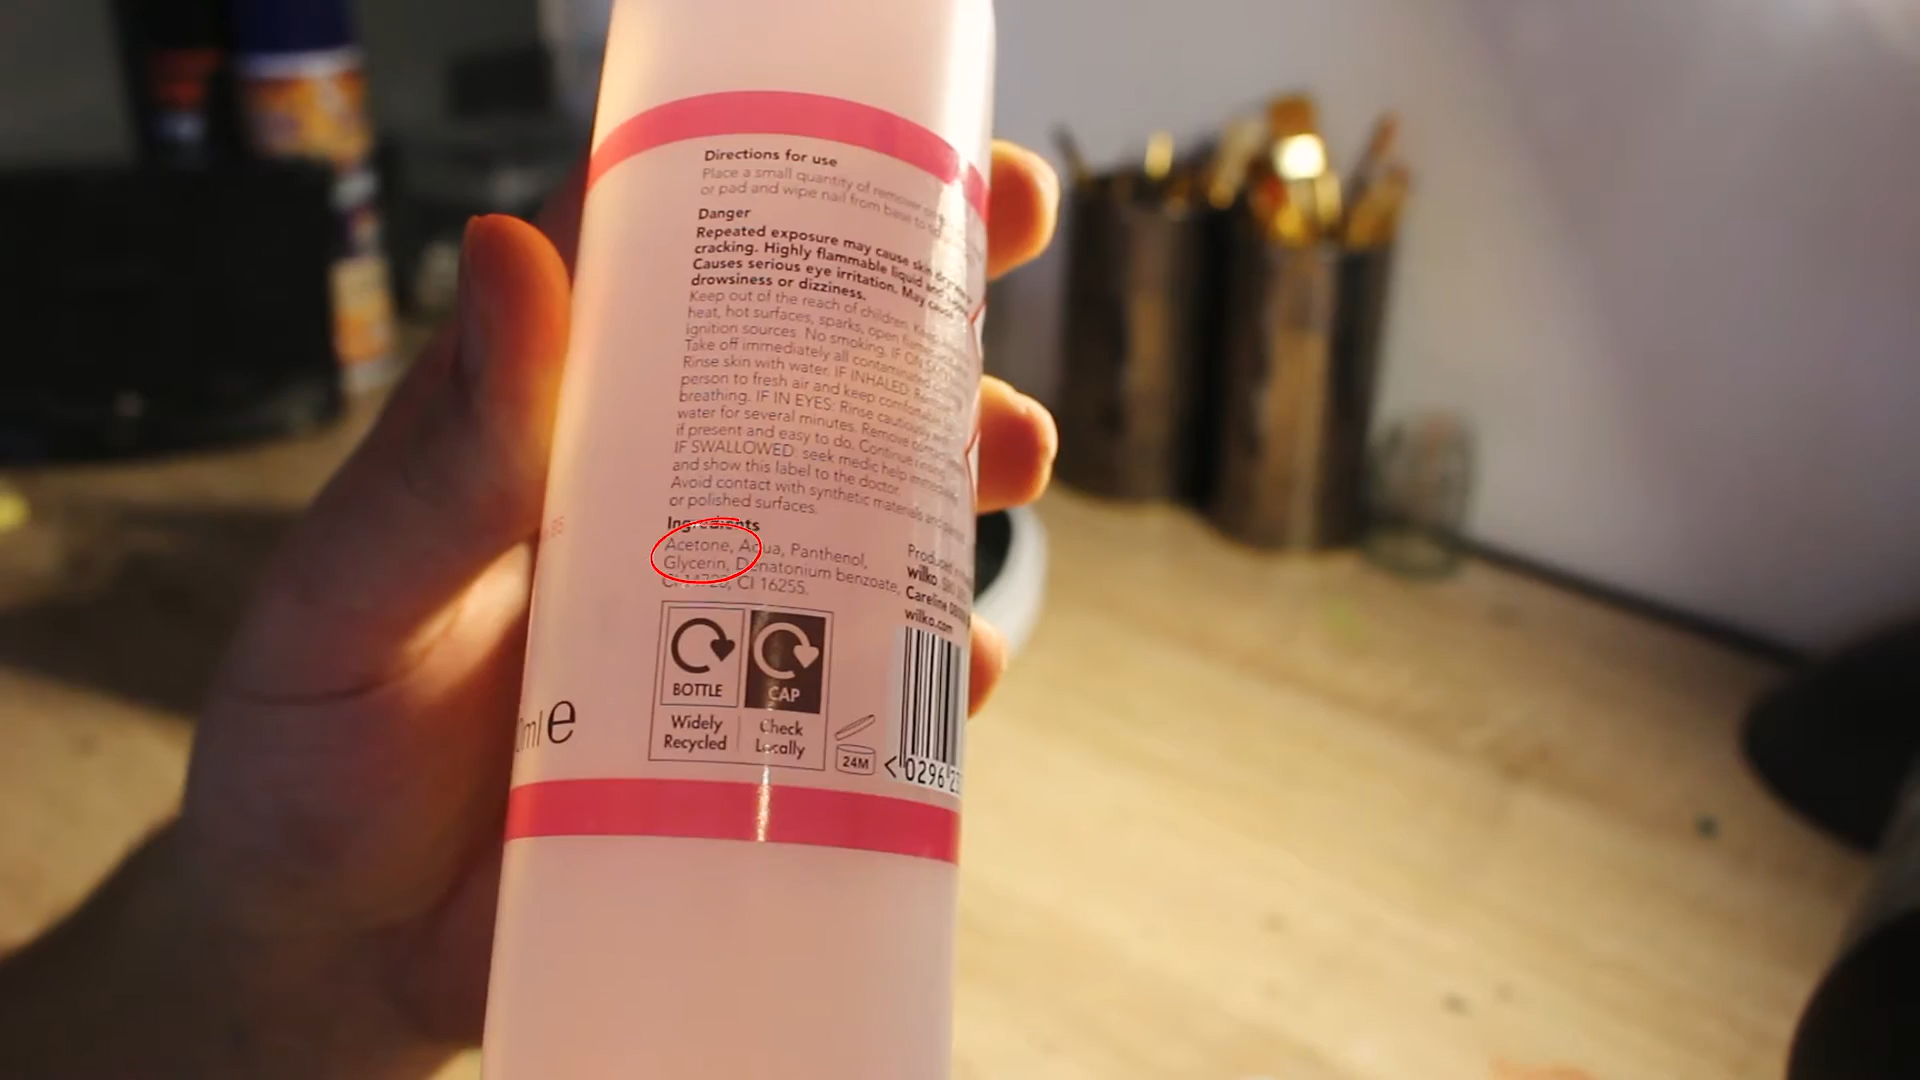 Directions for use
Place a small quantity of remover
or pad and wipe nail from base to
Danger
Repeated exposure may cause skin
cracking. Highly flammable liquid and
Causes serious eye irritation. May cause
drowsiness or dizziness.
Keep out of the reach of children. Keep
heat, hot surfaces, sparks, open
ignition sources. No smoking. IF ON
Take off immediately all contaminated
Rinse skin with water. IF INHALED:
person to fresh air and keep
breathing. IF IN EYES: Rinse cautiously
water for several minutes. Remove
if present and easy to do. Continue
IF SWALLOWED: seek medic help
and show this label to the doctor.
Avoid contact with synthetic materials
or polished surfaces.
Ingredients
Acetone, Aqua, Panthenol,
Glycerin, Denatonium benzoate,
CI 16255.
Produced
wilko
Careline
wilko.com
BOTTLE
CAP
Widely
Recycled
Check
Locally
24M
0ml e
<0296